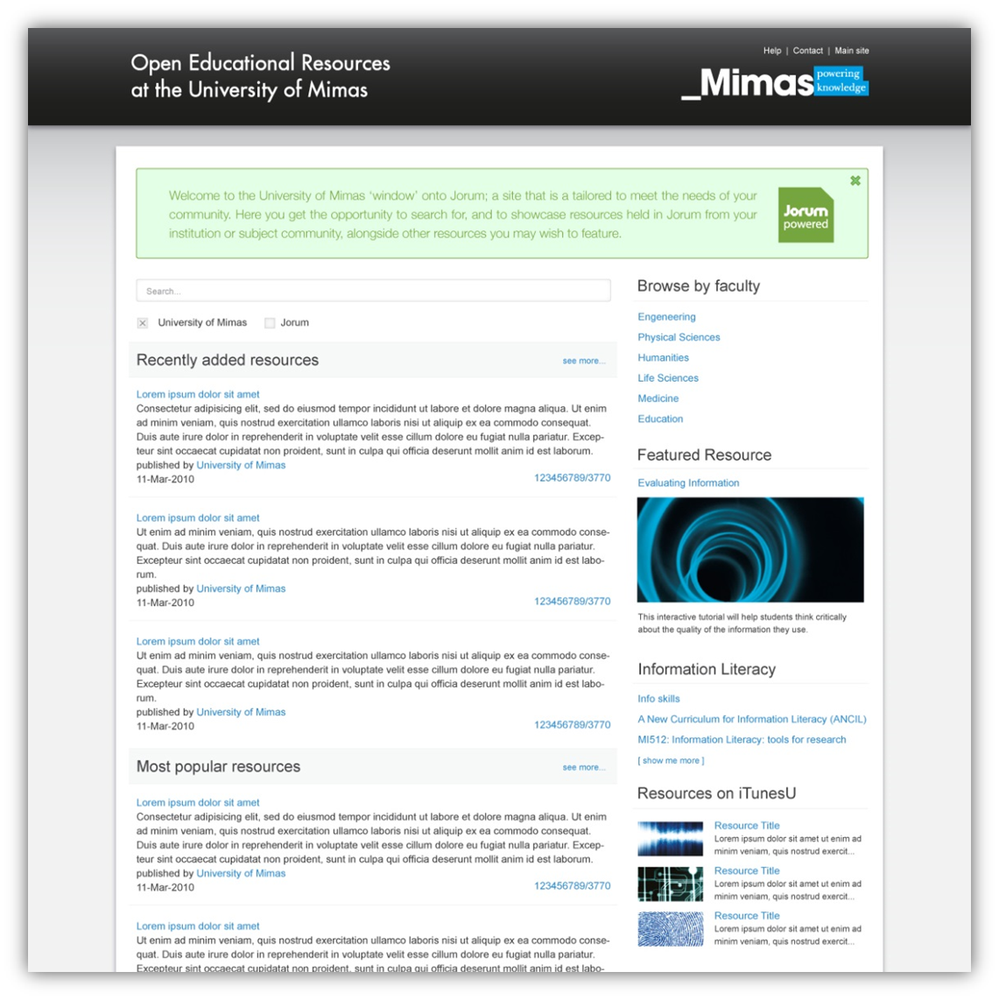 Open Educational Resources
at the University of Mimas
Help | Contact | Main site
_Mimas powering
knowledge
Welcome to the University of Mimas ‘window’ onto Jorum; a site that is a tailored to meet the needs of your
community. Here you get the opportunity to search for, and to showcase resources held in Jorum from your
institution or subject community, alongside other resources you may wish to feature.
Jorum
powered
Search...
University of Mimas
Jorum
Recently added resources
see more...
Lorem ipsum dolor sit amet
Consectetur adipisicing elit, sed do eiusmod tempor incididunt ut labore et dolore magna aliqua. Ut enim
ad minim veniam, quis nostrud exercitation ullamco laboris nisi ut aliquip ex ea commodo consequat.
Duis aute irure dolor in reprehenderit in voluptate velit esse cillum dolore eu fugiat nulla pariatur. Excep-
teur sint occaecat cupidatat non proident, sunt in culpa qui officia deserunt mollit anim id est laborum.
published by University of Mimas
11-Mar-2010
123456789/3770
Lorem ipsum dolor sit amet
Ut enim ad minim veniam, quis nostrud exercitation ullamco laboris nisi ut aliquip ex ea commodo conse-
quat. Duis aute irure dolor in reprehenderit in voluptate velit esse cillum dolore eu fugiat nulla pariatur.
Excepteur sint occaecat cupidatat non proident, sunt in culpa qui officia deserunt mollit anim id est labo-
rum.
published by University of Mimas
11-Mar-2010
123456789/3770
Lorem ipsum dolor sit amet
Ut enim ad minim veniam, quis nostrud exercitation ullamco laboris nisi ut aliquip ex ea commodo conse-
quat. Duis aute irure dolor in reprehenderit in voluptate velit esse cillum dolore eu fugiat nulla pariatur.
Excepteur sint occaecat cupidatat non proident, sunt in culpa qui officia deserunt mollit anim id est labo-
rum.
published by University of Mimas
11-Mar-2010
123456789/3770
Most popular resources
see more...
Lorem ipsum dolor sit amet
Consectetur adipisicing elit, sed do eiusmod tempor incididunt ut labore et dolore magna aliqua. Ut enim
ad minim veniam, quis nostrud exercitation ullamco laboris nisi ut aliquip ex ea commodo consequat.
Duis aute irure dolor in reprehenderit in voluptate velit esse cillum dolore eu fugiat nulla pariatur. Excep-
teur sint occaecat cupidatat non proident, sunt in culpa qui officia deserunt mollit anim id est laborum.
published by University of Mimas
11-Mar-2010
123456789/3770
Lorem ipsum dolor sit amet
Ut enim ad minim veniam, quis nostrud exercitation ullamco laboris nisi ut aliquip ex ea commodo conse-
quat. Duis aute irure dolor in reprehenderit in voluptate velit esse cillum dolore eu fugiat nulla pariatur.
Excepteur sint occaecat cupidatat non proident, sunt in culpa qui officia deserunt mollit anim id est labo-
Browse by faculty
Engeneering
Physical Sciences
Humanities
Life Sciences
Medicine
Education
Featured Resource
Evaluating Information
This interactive tutorial will help students think critically
about the quality of the information they use.
Information Literacy
Info skills
A New Curriculum for Information Literacy (ANCIL)
MI512: Information Literacy: tools for research
[ show me more ]
Resources on iTunesU
Resource Title
Lorem ipsum dolor sit amet ut enim ad
minim veniam, quis nostrud exercit...
Resource Title
Lorem ipsum dolor sit amet ut enim ad
minim veniam, quis nostrud exercit...
Resource Title
Lorem ipsum dolor sit amet ut enim ad
minim veniam, quis nostrud exercit...